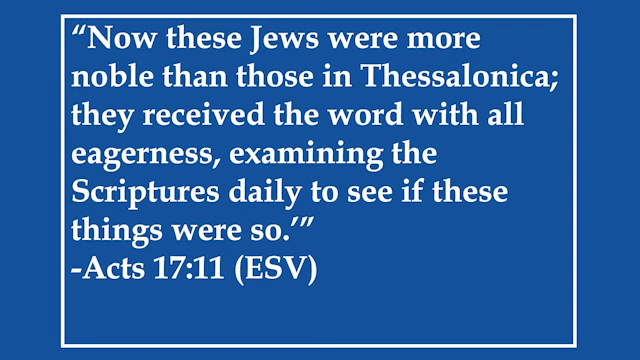 “Now these Jews were more
noble than those in Thessalonica;
they received the word with all
eagerness, examining the
Scriptures daily to see if these
things were so.’”
-Acts 17:11 (ESV)